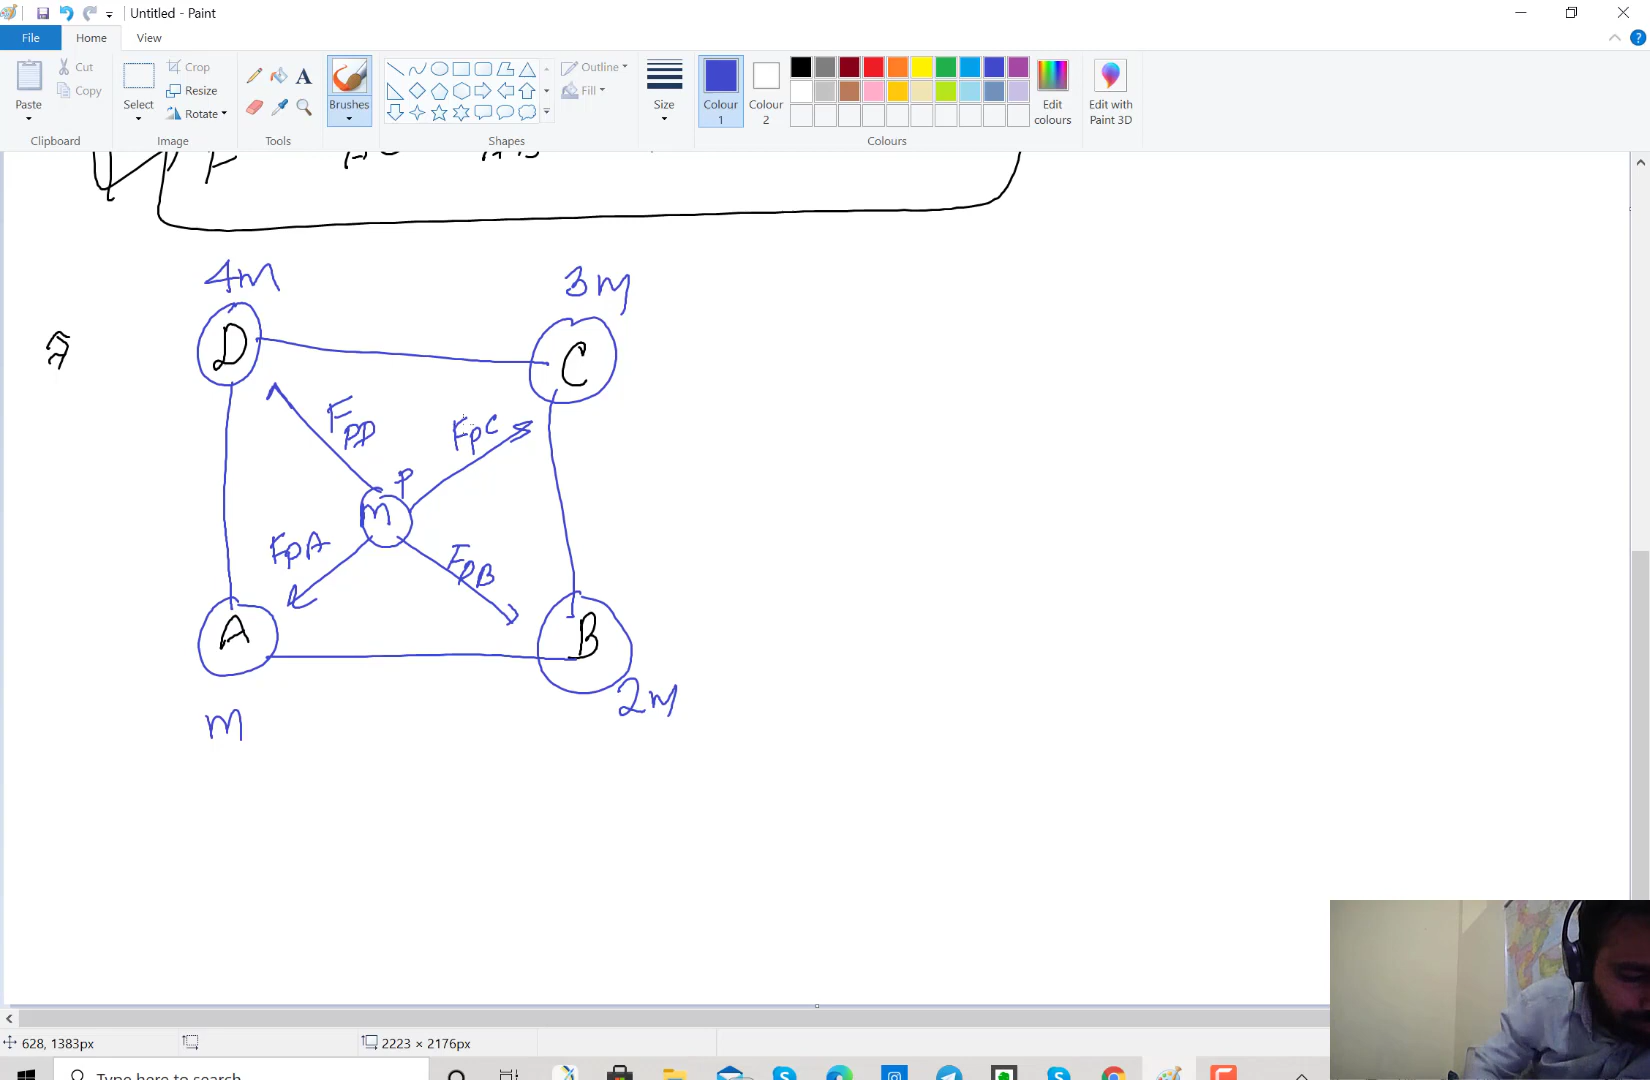 Untitled - Paint
File
Home
View
Paste
Cut
Copy
Clipboard
Select
Crop
Resize
Rotate
Image
Tools
Brushes
Shapes
Outline
Fill
Size
Colour 1
Colour 2
Edit colours
Edit with Paint 3D
Colours
4M
3M
D
C
FPD
FPC
P
m
FPA
FPB
A
B
M
2M
628, 1383px
2223 × 2176px
Type here to search